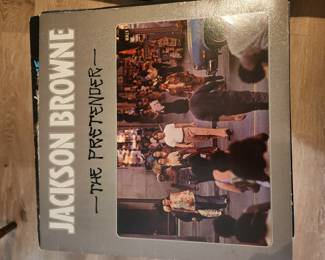 JACKSON BROWNE
—THE PRETENDER—